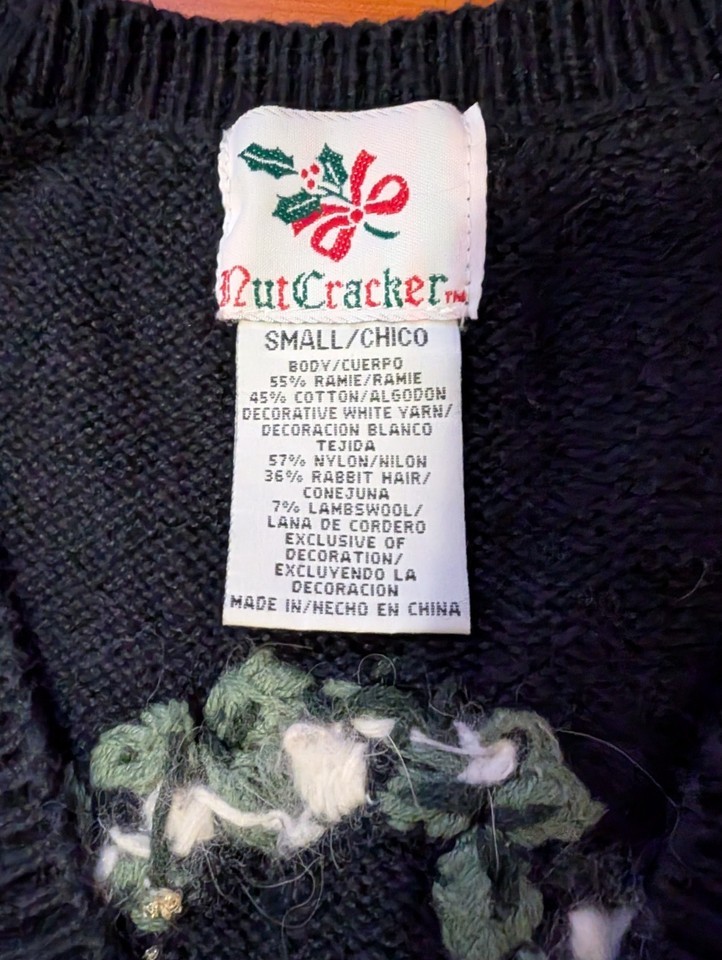 NutCracker™
SMALL/CHICO
BODY/CUERPO
55% RAMIE/RAMIE
45% COTTON/ALGODON
DECORATIVE WHITE YARN/
DECORACION BLANCO
TEJIDA
57% NYLON/NILON
36% RABBIT HAIR/
CONEJUNA
7% LAMBSWOOL/
LANA DE CORDERO
EXCLUSIVE OF
DECORATION/
EXCLUYENDO LA
DECORACION
MADE IN/HECHO EN CHINA